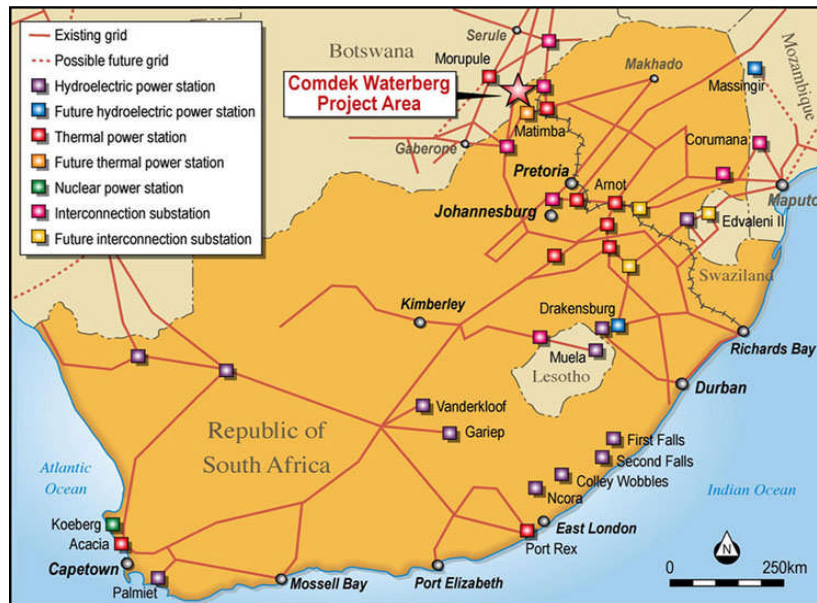 Existing grid
Possible future grid
Hydroelectric power station
Future hydroelectric power station
Thermal power station
Future thermal power station
Nuclear power station
Interconnection substation
Future interconnection substation
Serule
Botswana
Morupule
Comdek Waterberg
Project Area
Matimba
Gaberone
Makhado
Massingir
Mozambique
Corumana
Pretoria
Arnot
Johannesburg
Maputo
Edvaleni II
Swaziland
Kimberley
Drakensburg
Richards Bay
Muela
Lesotho
Durban
Vanderkloof
Gariep
Republic of
South Africa
First Falls
Second Falls
Colley Wobbles
Ncora
Atlantic
Ocean
Indian Ocean
Koeberg
Acacia
East London
Port Rex
Capetown
Palmiet
Mossell Bay
Port Elizabeth
N
0
250km